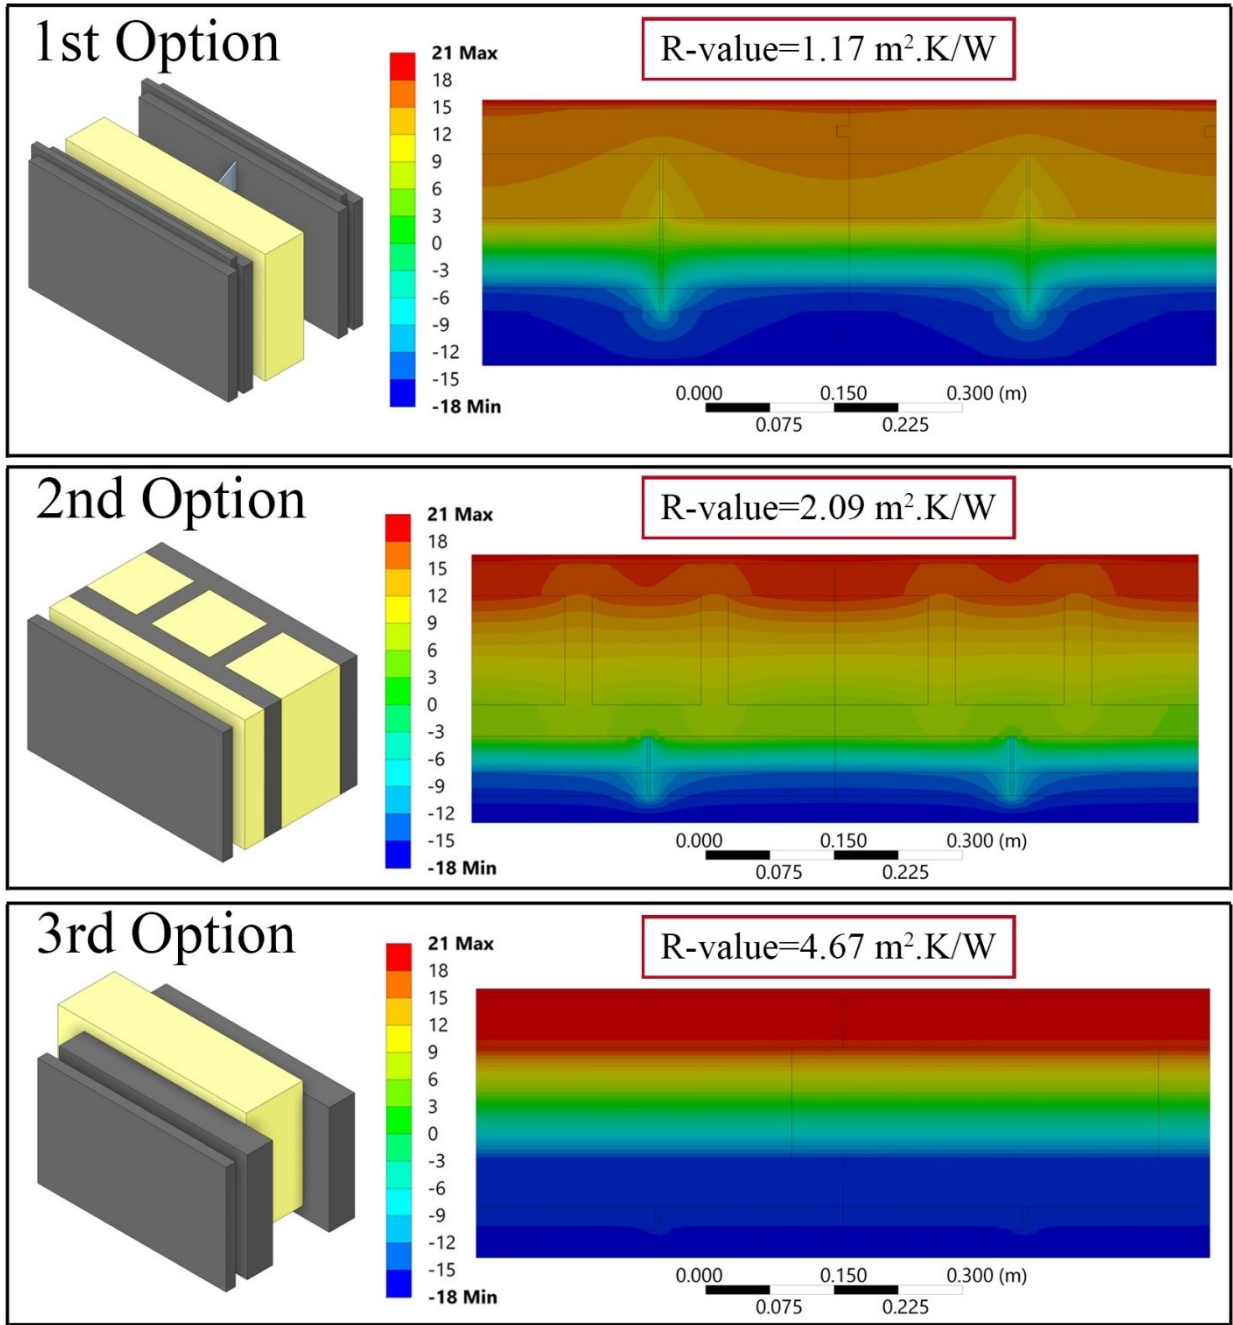 1st Option
R-value=1.17 m².K/W
21 Max
18
15
12
9
6
3
0
-3
-6
-9
-12
-15
-18 Min
0.000 0.150 0.300 (m)
0.075 0.225
2nd Option
R-value=2.09 m².K/W
21 Max
18
15
12
9
6
3
0
-3
-6
-9
-12
-15
-18 Min
0.000 0.150 0.300 (m)
0.075 0.225
3rd Option
R-value=4.67 m².K/W
21 Max
18
15
12
9
6
3
0
-3
-6
-9
-12
-15
-18 Min
0.000 0.150 0.300 (m)
0.075 0.225